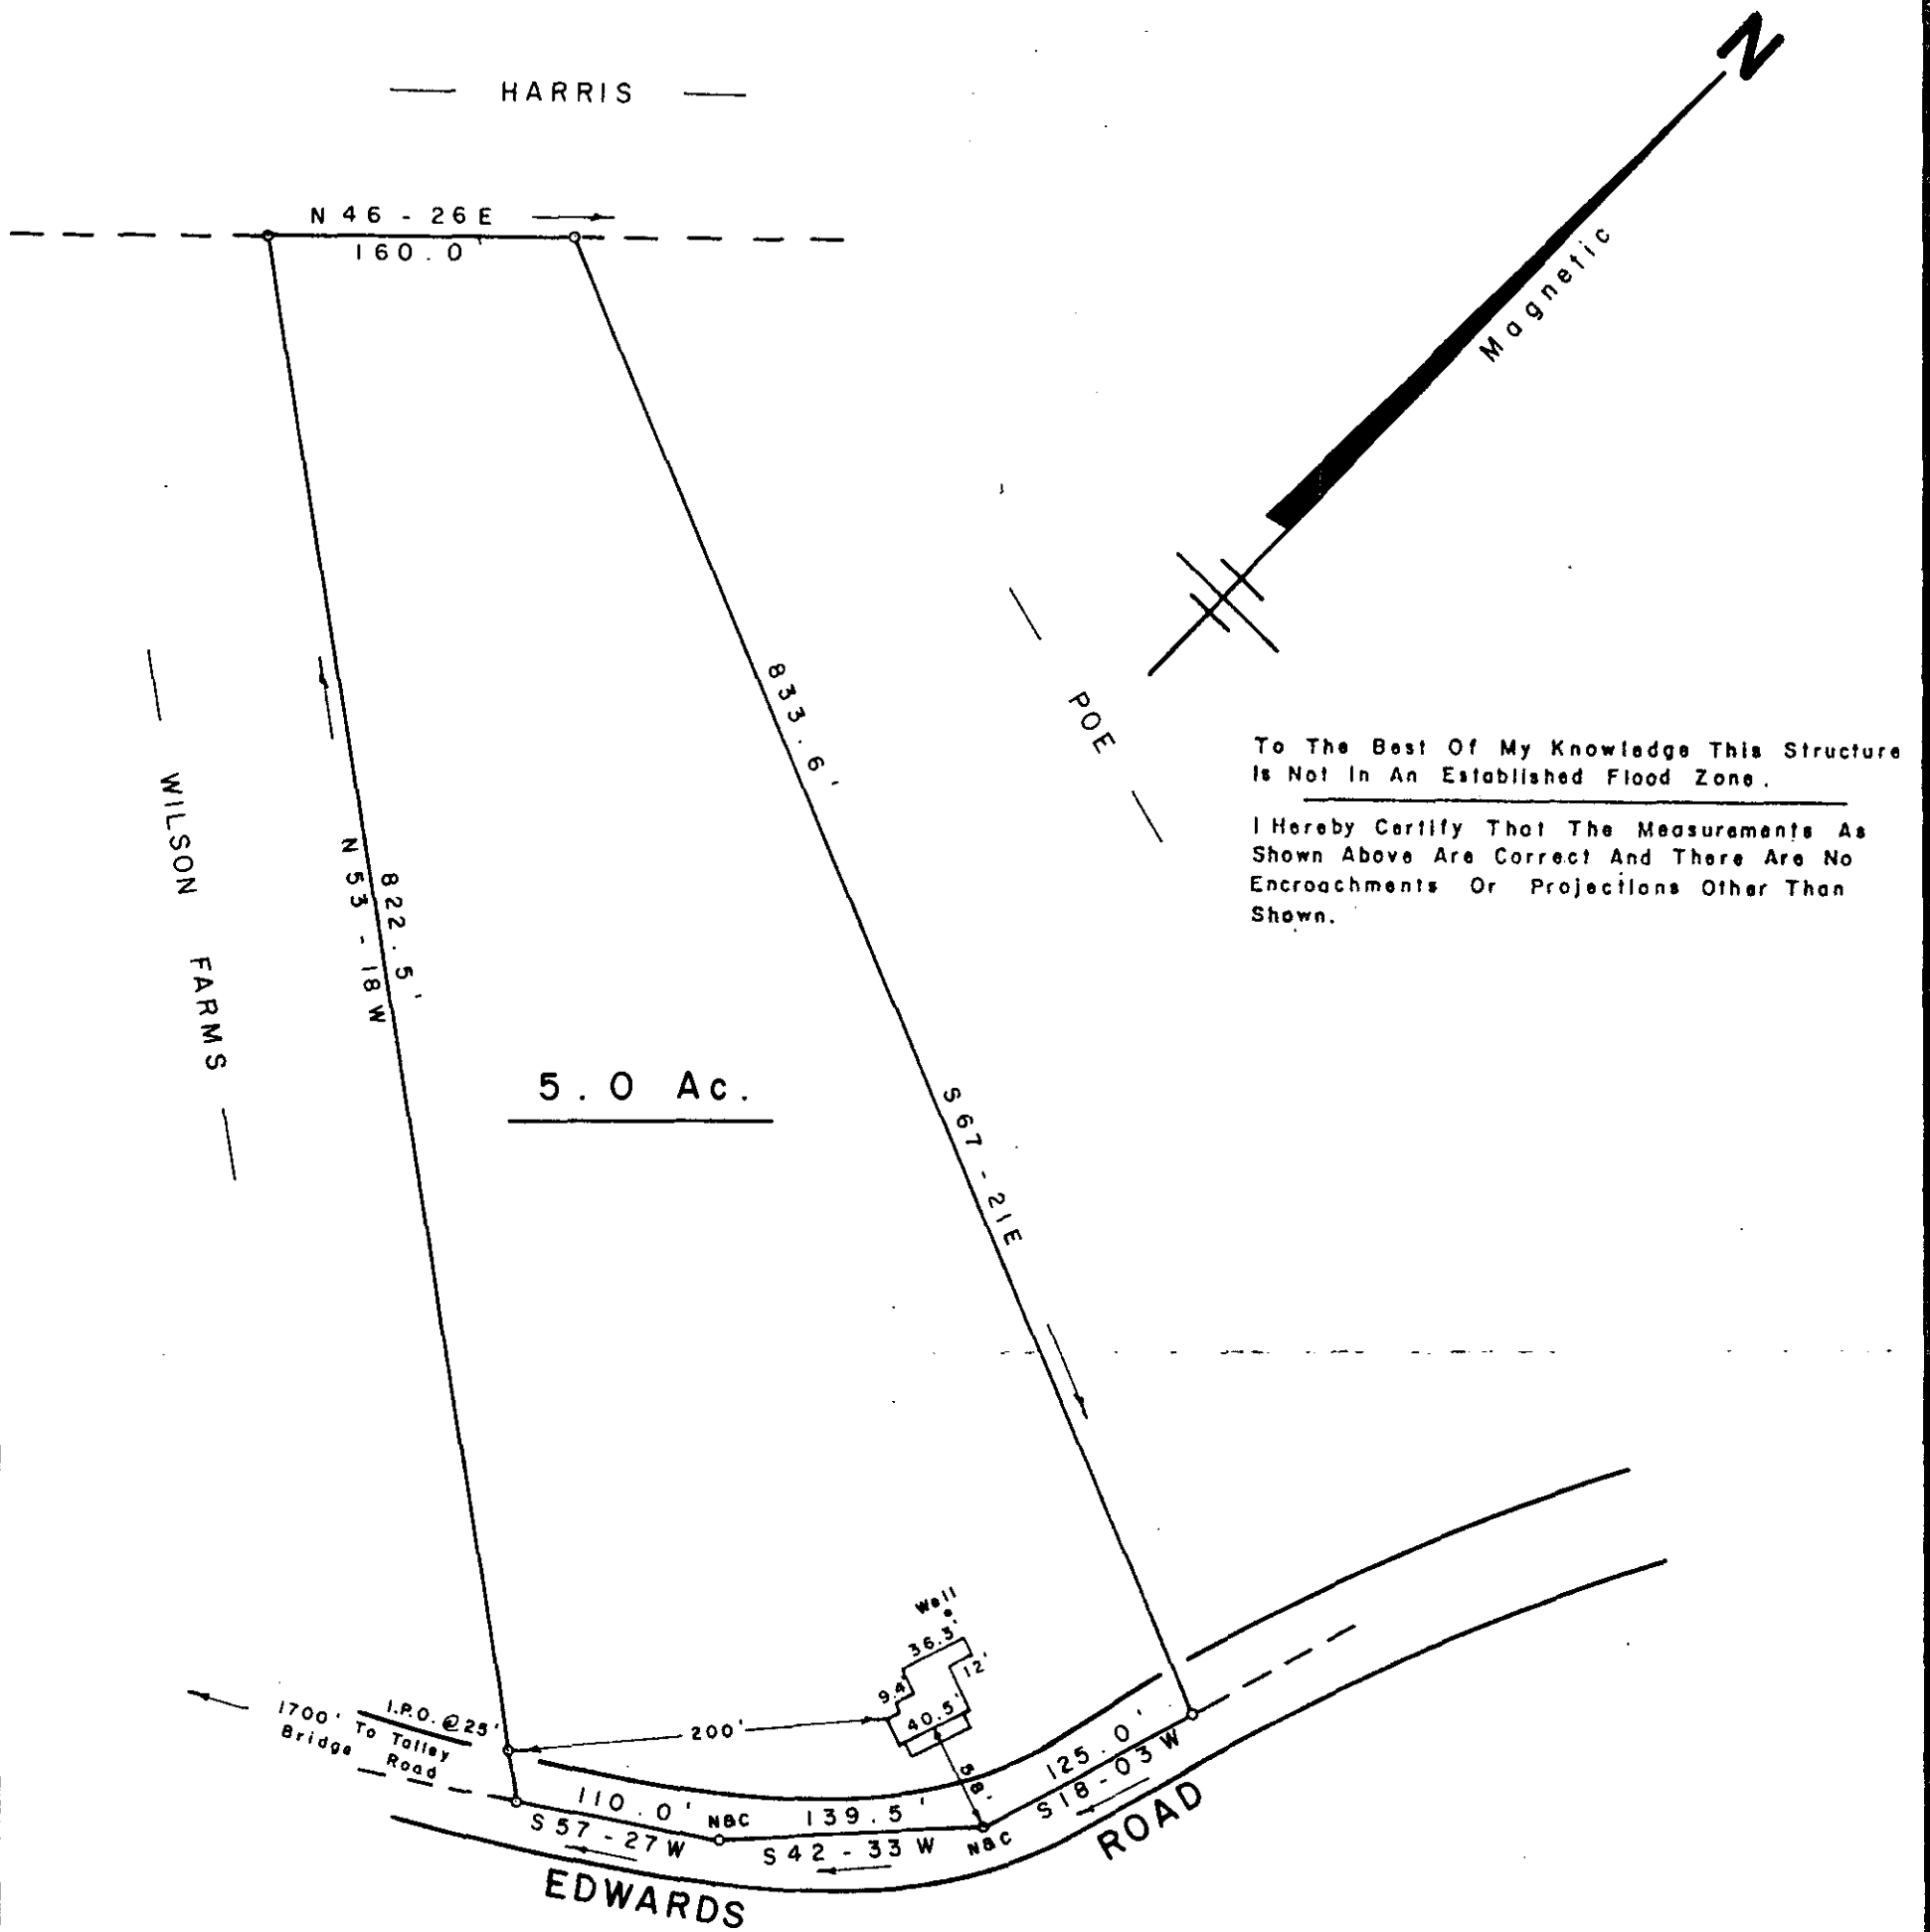 N
HARRIS
N 46 - 26 E
160.0'
Magnetic
833.6'
POE
To The Best Of My Knowledge This Structure
Is Not In An Established Flood Zone.
I Hereby Certify That The Measurements As
Shown Above Are Correct And There Are No
Encroachments Or Projections Other Than
Shown.
WILSON FARMS
822.5'
N 53 - 18 W
5.0 Ac.
S 67 - 21 E
Well
36.3'
12'
9.4'
40.5'
200'
58'
I.P.O. @ 25'
1700' To Talley
Bridge Road
110.0'
NBC
139.5'
125.0'
S 57 - 27 W
S 42 - 33 W
NBC
S 18 - 03 W
EDWARDS ROAD